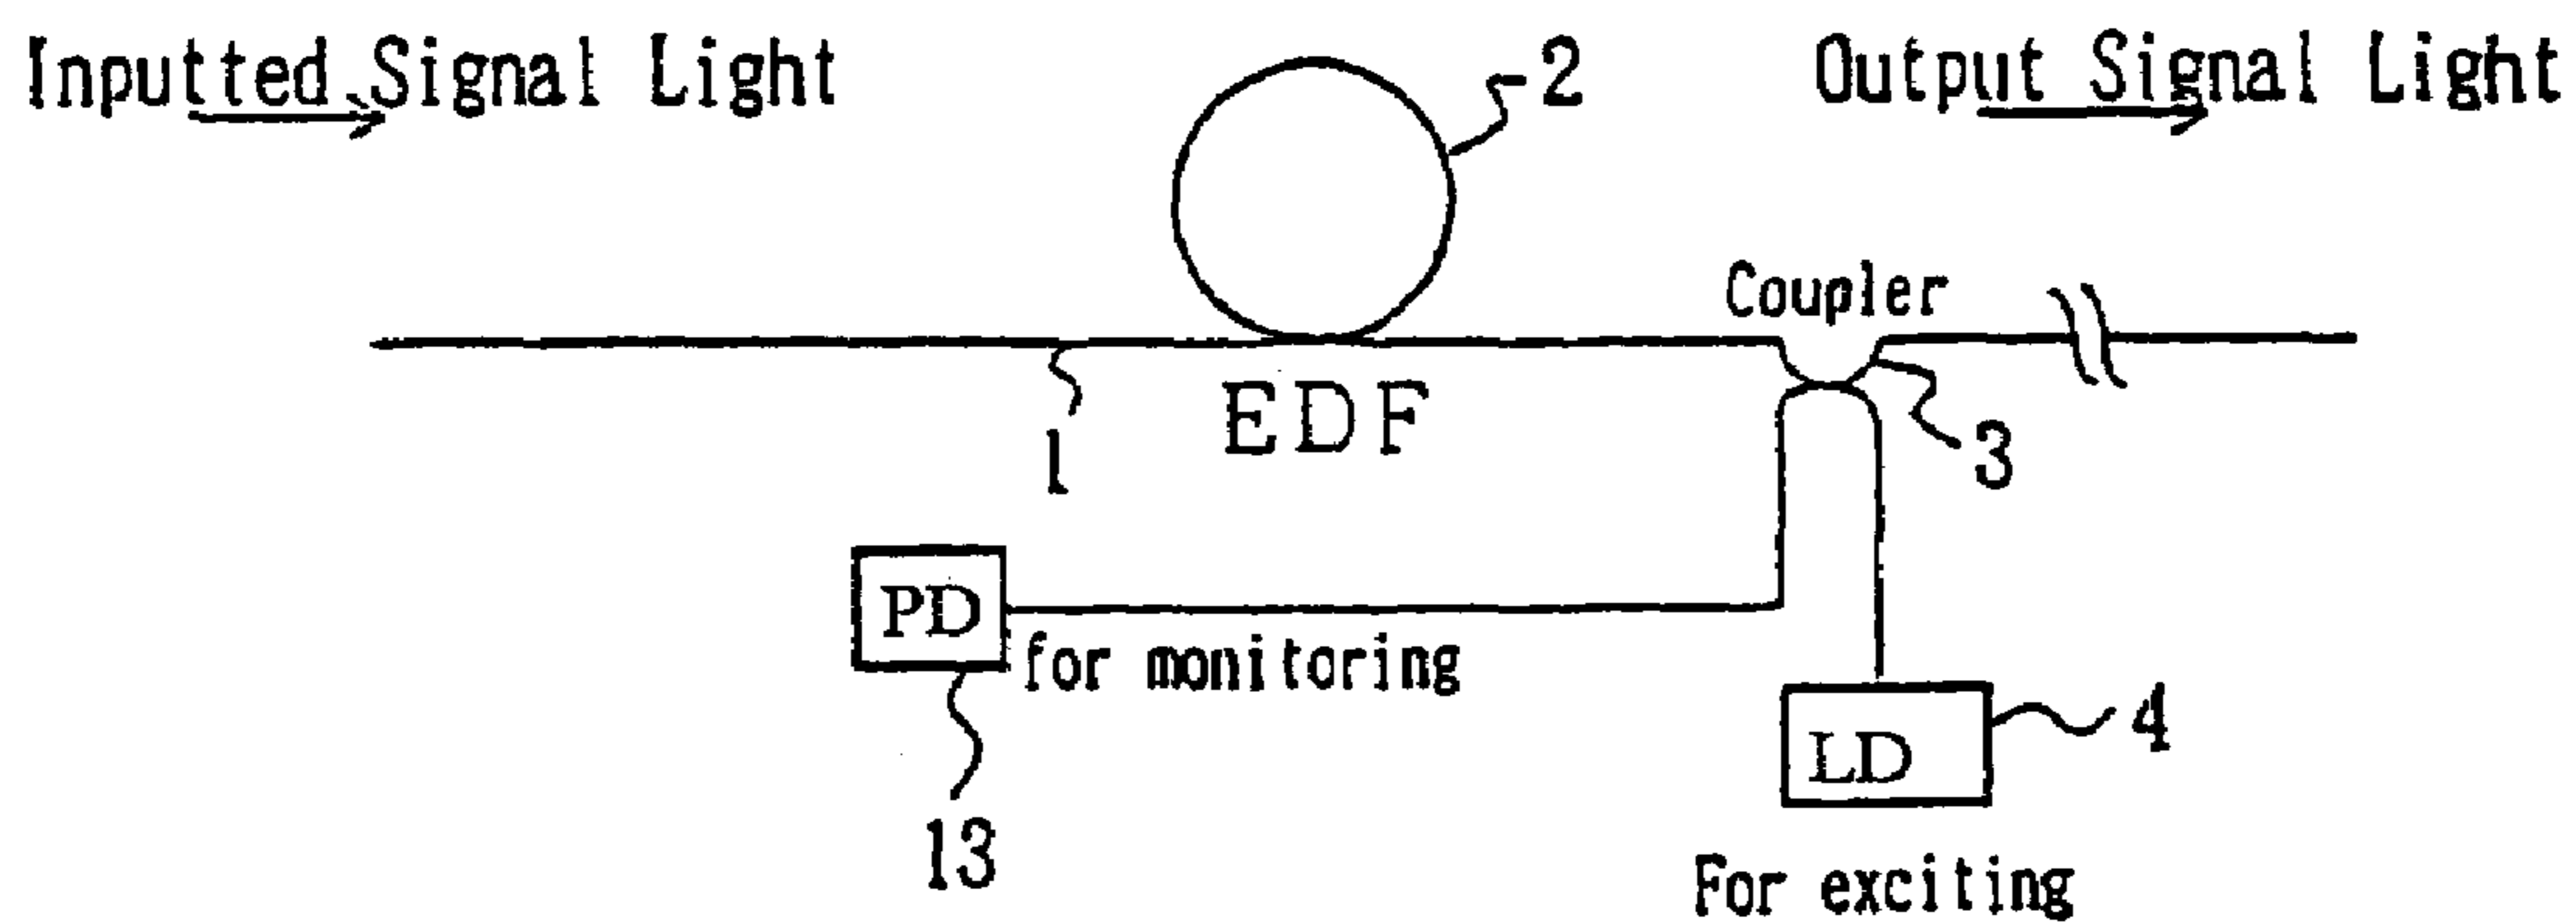 Inputted Signal Light
Output Signal Light
2
Coupler
1
EDF
3
PD
for monitoring
LD
4
13
For exciting